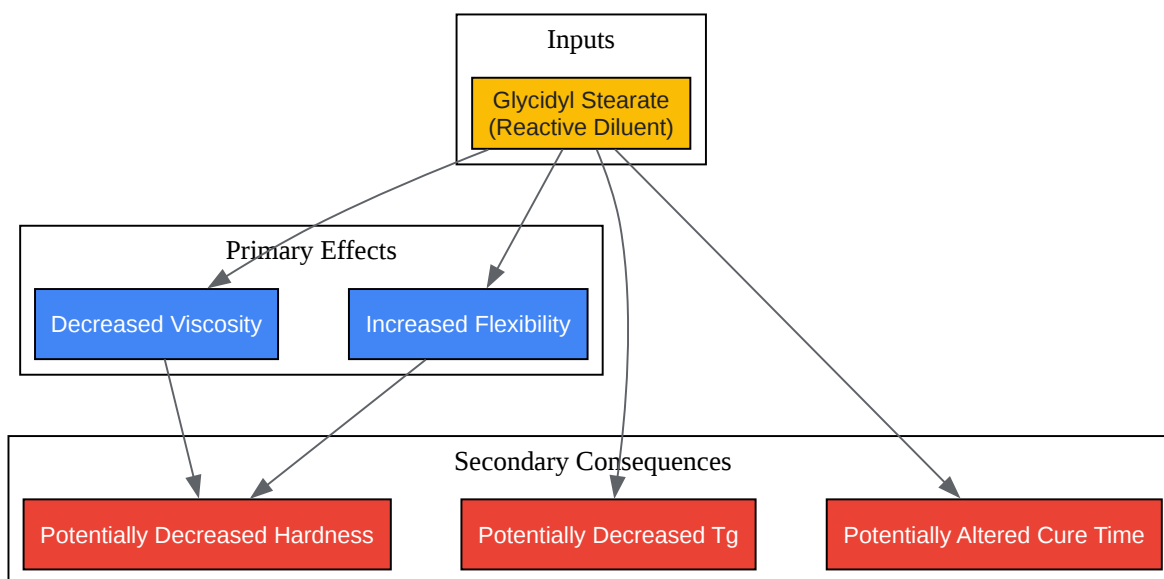 Inputs
Glycidyl Stearate
(Reactive Diluent)
Primary Effects
Decreased Viscosity
Increased Flexibility
Secondary Consequences
Potentially Decreased Hardness
Potentially Decreased Tg
Potentially Altered Cure Time